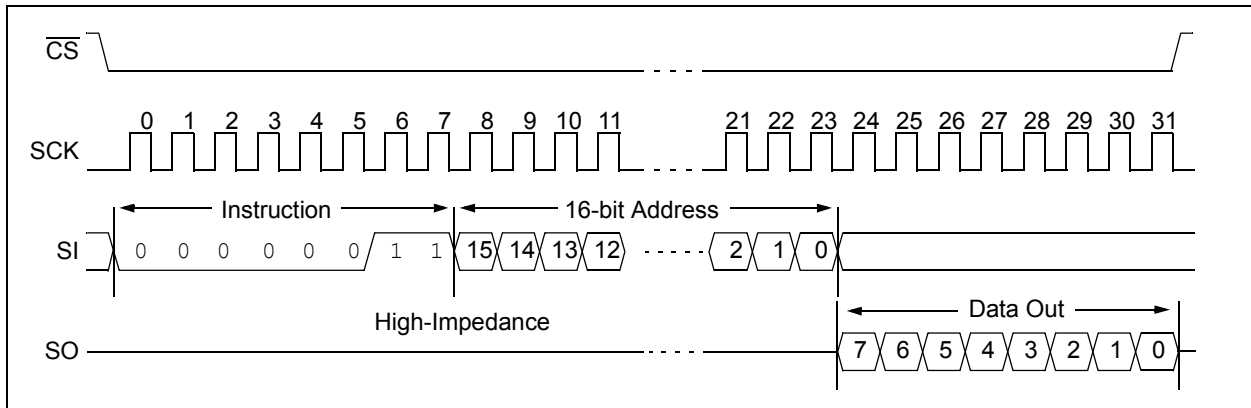 CS
0 1 2 3 4 5 6 7 8 9 10 11 21 22 23 24 25 26 27 28 29 30 31
SCK
Instruction 16-bit Address
SI 0 0 0 0 0 0 1 1 15 14 13 12 2 1 0
Data Out
High-Impedance
SO 7 6 5 4 3 2 1 0